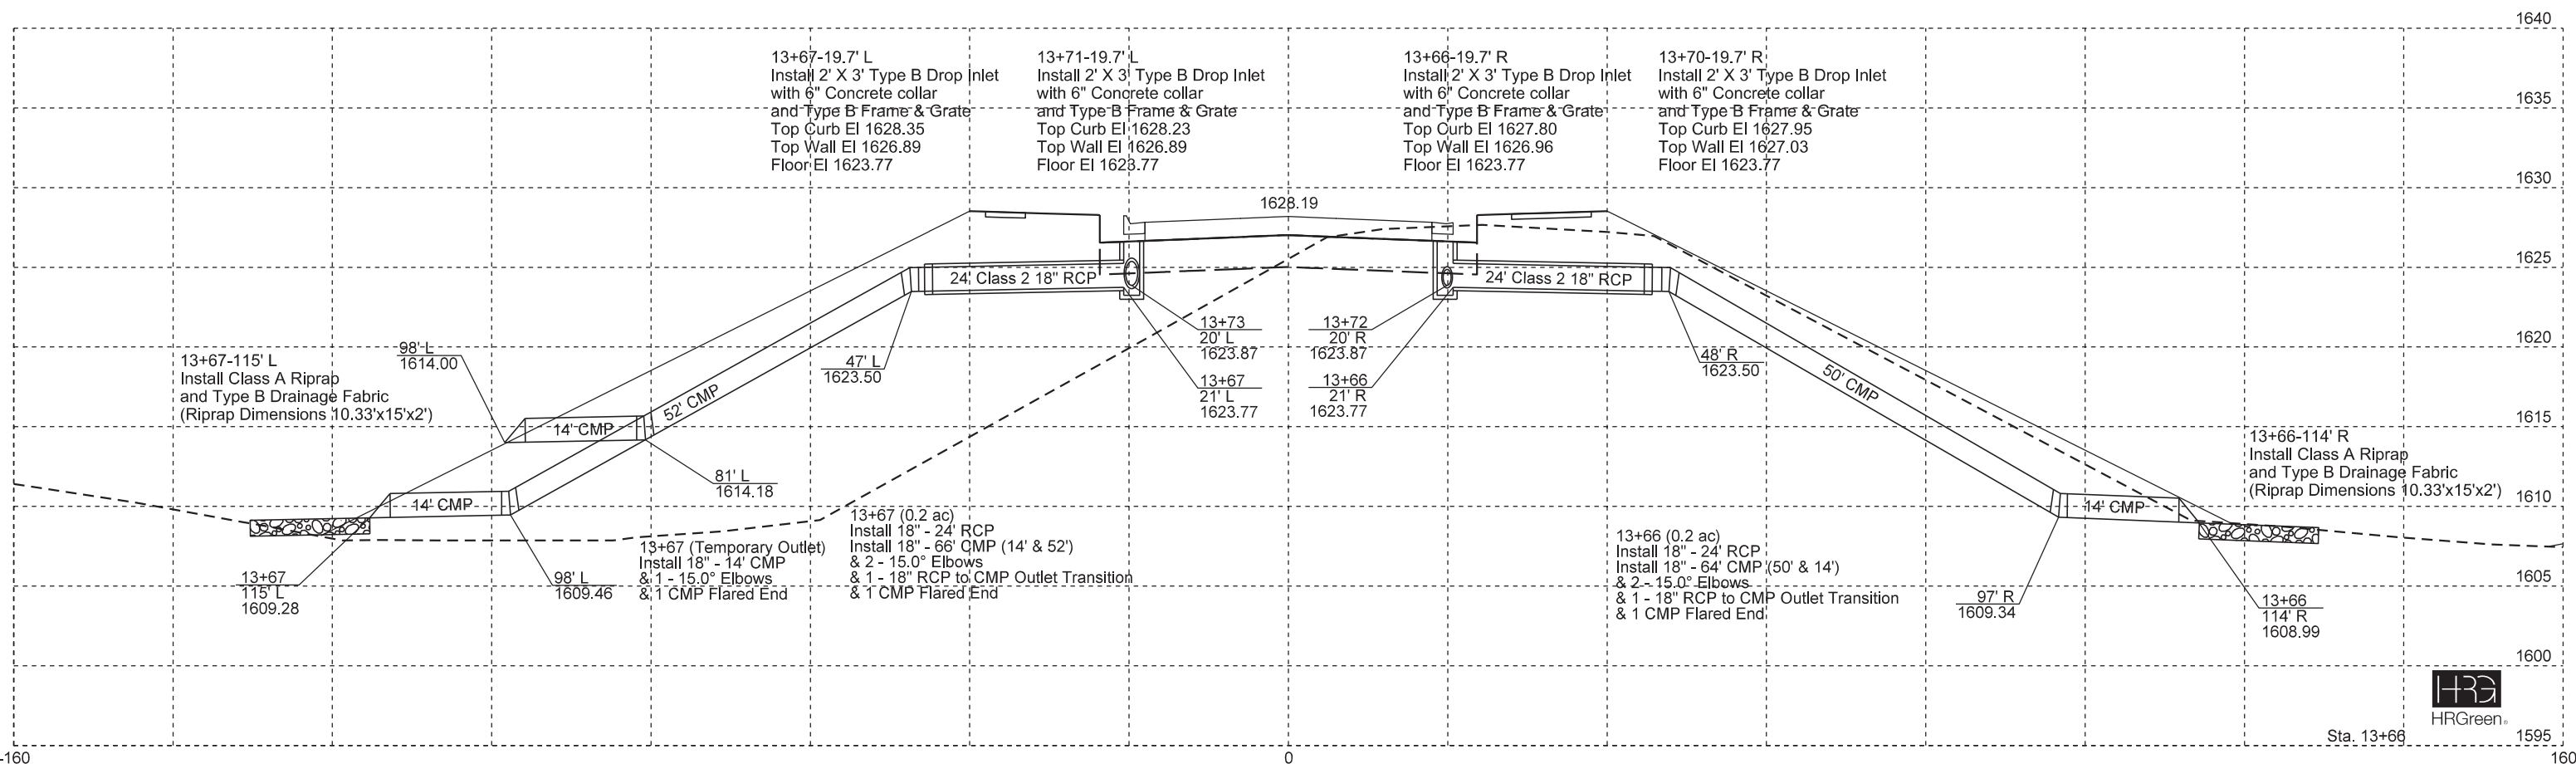 1640
13+67-19.7' L
Install 2' X 3' Type B Drop Inlet
with 6" Concrete collar
and Type B Frame & Grate
Top Curb El 1628.35
Top Wall El 1626.89
Floor El 1623.77
13+71-19.7' L
Install 2' X 3' Type B Drop Inlet
with 6" Concrete collar
and Type B Frame & Grate
Top Curb El 1628.23
Top Wall El 1626.89
Floor El 1623.77
13+66-19.7' R
Install 2' X 3' Type B Drop Inlet
with 6" Concrete collar
and Type B Frame & Grate
Top Curb El 1627.80
Top Wall El 1626.96
Floor El 1623.77
13+70-19.7' R
Install 2' X 3' Type B Drop Inlet
with 6" Concrete collar
and Type B Frame & Grate
Top Curb El 1627.95
Top Wall El 1627.03
Floor El 1623.77
1635
1630
1628.19
1625
24' Class 2 18" RCP
24' Class 2 18" RCP
13+73
20' L
1623.87
13+72
20' R
1623.87
1620
98' L
1614.00
47' L
1623.50
48' R
1623.50
13+67-115' L
Install Class A Riprap
and Type B Drainage Fabric
(Riprap Dimensions 10.33'x15'x2')
13+67
21' L
1623.77
13+66
21' R
1623.77
52' CMP
50' CMP
1615
14' CMP
13+66-114' R
Install Class A Riprap
and Type B Drainage Fabric
(Riprap Dimensions 10.33'x15'x2')
81' L
1614.18
1610
14' CMP
14' CMP
13+67 (Temporary Outlet)
Install 18" - 14' CMP
& 1 - 15.0° Elbows
& 1 CMP Flared End
13+67 (0.2 ac)
Install 18" - 24' RCP
Install 18" - 66' CMP (14' & 52')
& 2 - 15.0° Elbows
& 1 - 18" RCP to CMP Outlet Transition
& 1 CMP Flared End
13+66 (0.2 ac)
Install 18" - 24' RCP
Install 18" - 64' CMP (50' & 14')
& 2 - 15.0° Elbows
& 1 - 18" RCP to CMP Outlet Transition
& 1 CMP Flared End
13+67
115' L
1609.28
98' L
1609.46
97' R
1609.34
13+66
114' R
1608.99
1605
1600
HRG
HRGreen®
Sta. 13+66
1595
-160
0
160